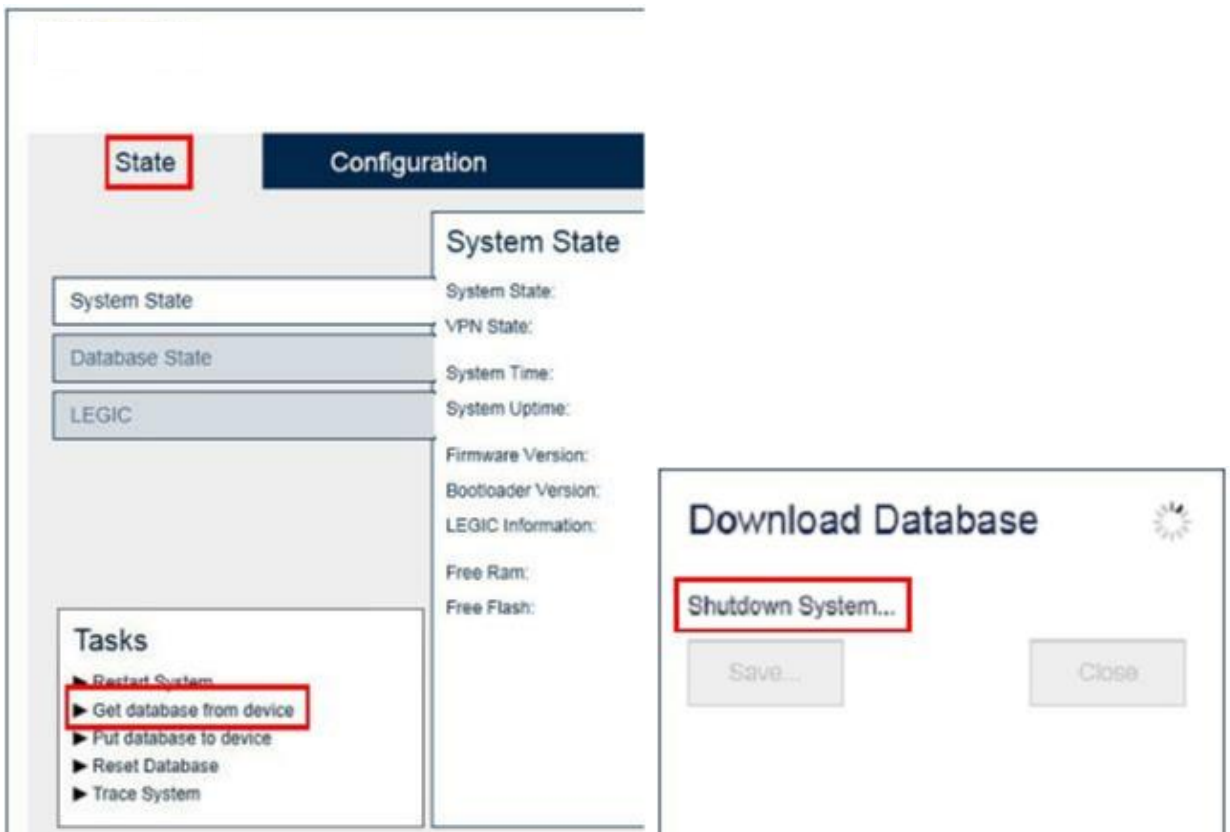 State
Configuration
System State
System State
Database State
LEGIC
System State:
VPN State:
System Time:
System Uptime:
Firmware Version:
Bootloader Version:
LEGIC Information:
Free Ram:
Free Flash:
Tasks
▶ Restart System
▶ Get database from device
▶ Put database to device
▶ Reset Database
▶ Trace System
Download Database
Shutdown System...
Save...
Close